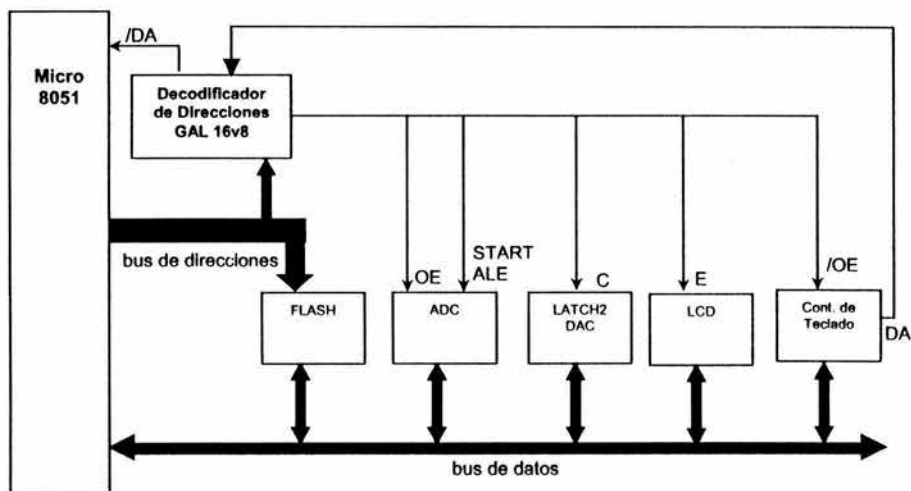 /DA
Micro
8051
Decodificador
de Direcciones
GAL 16v8
bus de direcciones
OE
START
ALE
C
E
/OE
FLASH
ADC
LATCH2
DAC
LCD
Cont. de
Teclado
DA
bus de datos